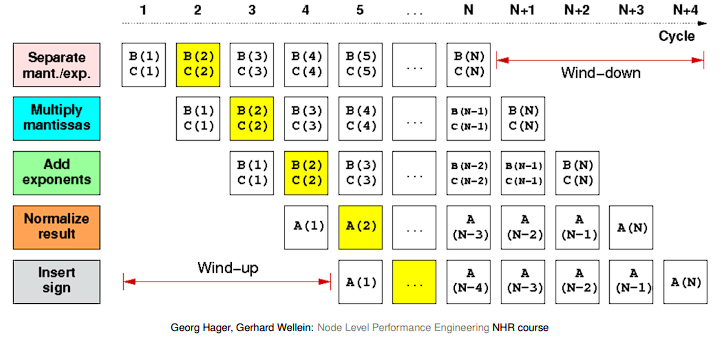 1 2 3 4 5 ... N N+1 N+2 N+3 N+4
Cycle
Separate mant./exp.
B(1) C(1)
B(2) C(2)
B(3) C(3)
B(4) C(4)
B(5) C(5)
...
B(N) C(N)
Wind-down
Multiply mantissas
B(1) C(1)
B(2) C(2)
B(3) C(3)
B(4) C(4)
...
B(N-1) C(N-1)
B(N) C(N)
Add exponents
B(1) C(1)
B(2) C(2)
B(3) C(3)
...
B(N-2) C(N-2)
B(N-1) C(N-1)
B(N) C(N)
Normalize result
A(1)
A(2)
...
A (N-3)
A (N-2)
A (N-1)
A(N)
Insert sign
Wind-up
A(1)
...
A (N-4)
A (N-3)
A (N-2)
A (N-1)
A(N)
Georg Hager, Gerhard Wellein: Node Level Performance Engineering NHR course